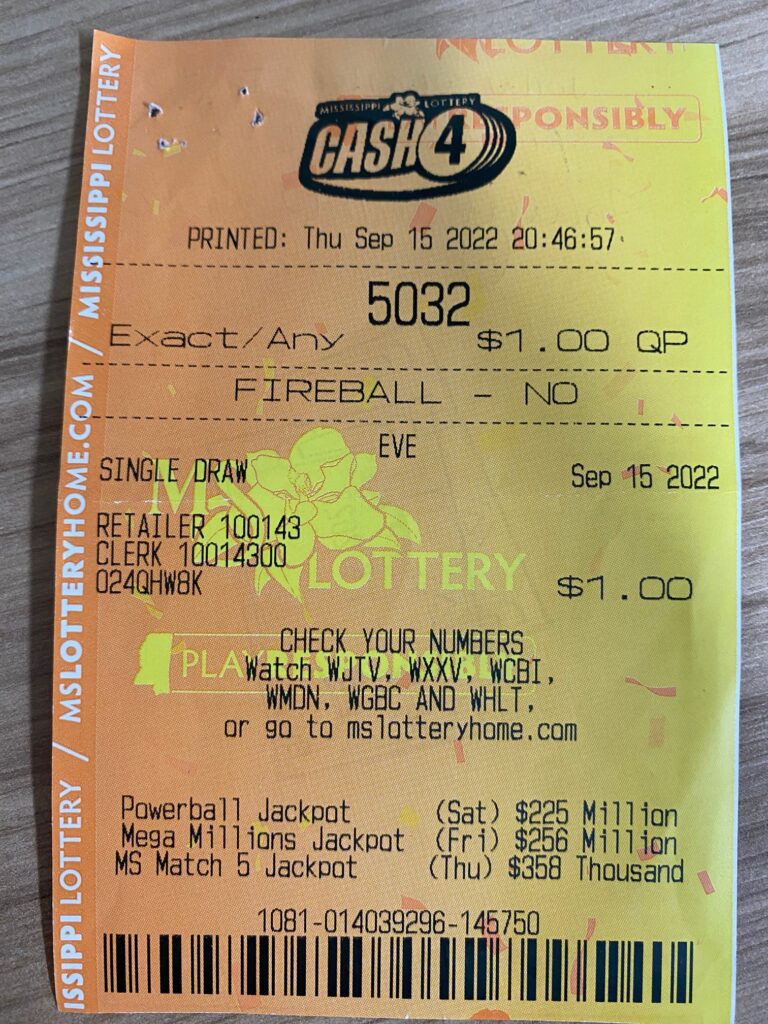 LOTTERY
RESPONSIBLY
MISSISSIPPI LOTTERY
CASH 4
PRINTED: Thu Sep 15 2022 20:46:57
5032
Exact/Any $1.00 QP
FIREBALL - NO
EVE
SINGLE DRAW Sep 15 2022
RETAILER 100143
CLERK 10014300
024QHW8K $1.00
MS LOTTERY
CHECK YOUR NUMBERS
PLAY RESPONSIBLY
Watch WJTV, WXXV, WCBI,
WMDN, WGBC AND WHLT,
or go to mslotteryhome.com
Powerball Jackpot (Sat) $225 Million
Mega Millions Jackpot (Fri) $256 Million
MS Match 5 Jackpot (Thu) $358 Thousand
1081-014039296-145750
ISSIPPI LOTTERY / MSLOTTERYHOME.COM / MISSISSIPPI LOTTERY